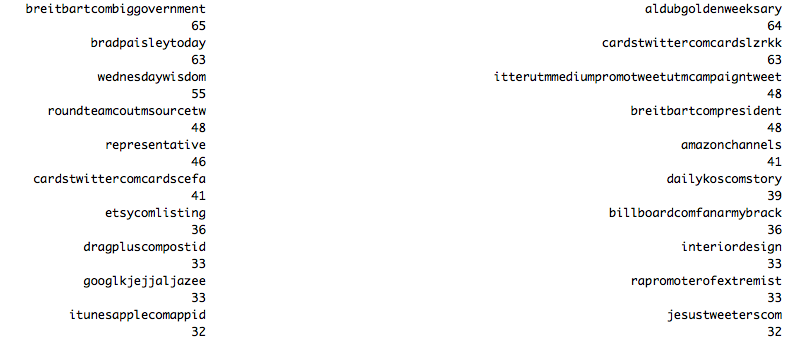 breitbartcombiggovernment aldubgoldenweeksary
65 64
bradpaisleytoday cardstwittercomcardslzrkk
63 63
wednesdaywisdom itterutmmediumpromotweetutmcampaigntweet
55 48
roundteamcoutmsourcetw breitbartcompresident
48 48
representative amazonchannels
46 41
cardstwittercomcardscefa dailykoscomstory
41 39
etsycomlisting billboardcomfanarmybrack
36 36
dragpluscompostid interiordesign
33 33
googlkjejjaljazee rapromoterofextremist
33 33
itunesapplecomappid jesustweeterscom
32 32